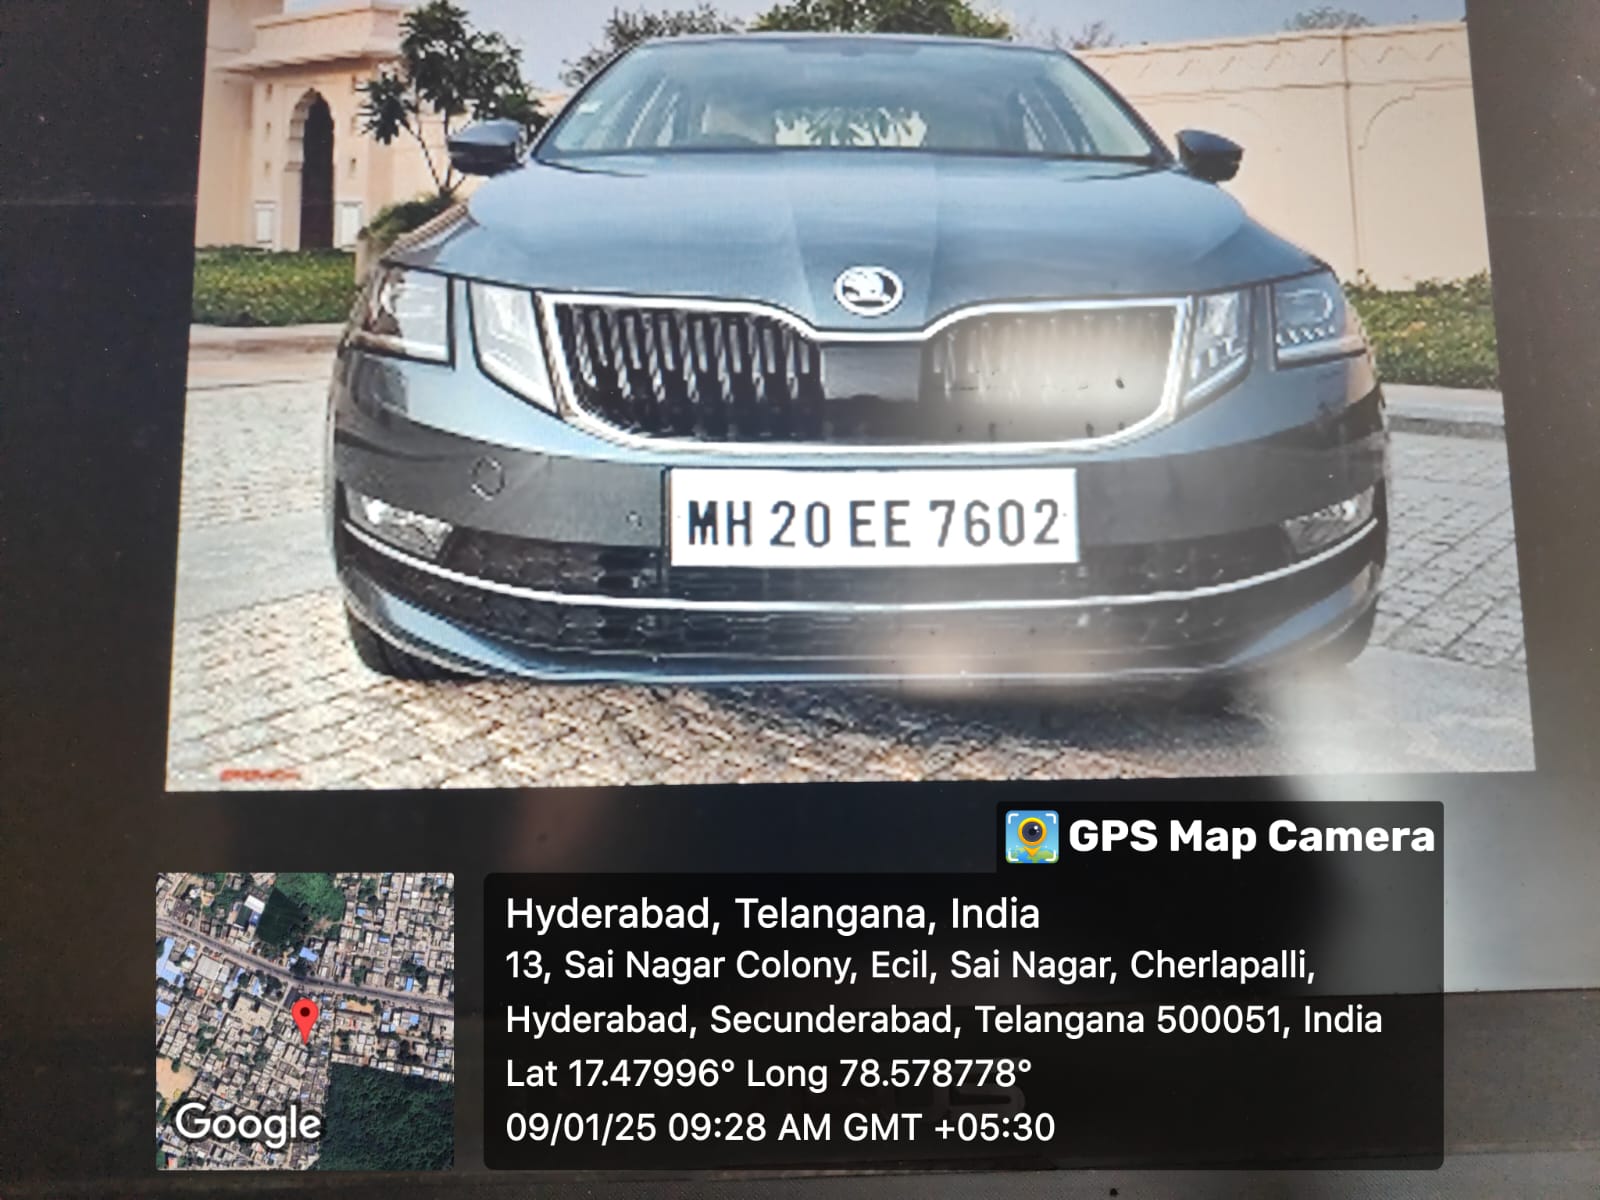 MH 20 EE 7602
GPS Map Camera
Hyderabad, Telangana, India
13, Sai Nagar Colony, Ecil, Sai Nagar, Cherlapalli,
Hyderabad, Secunderabad, Telangana 500051, India
Lat 17.47996° Long 78.578778°
09/01/25 09:28 AM GMT +05:30
Google